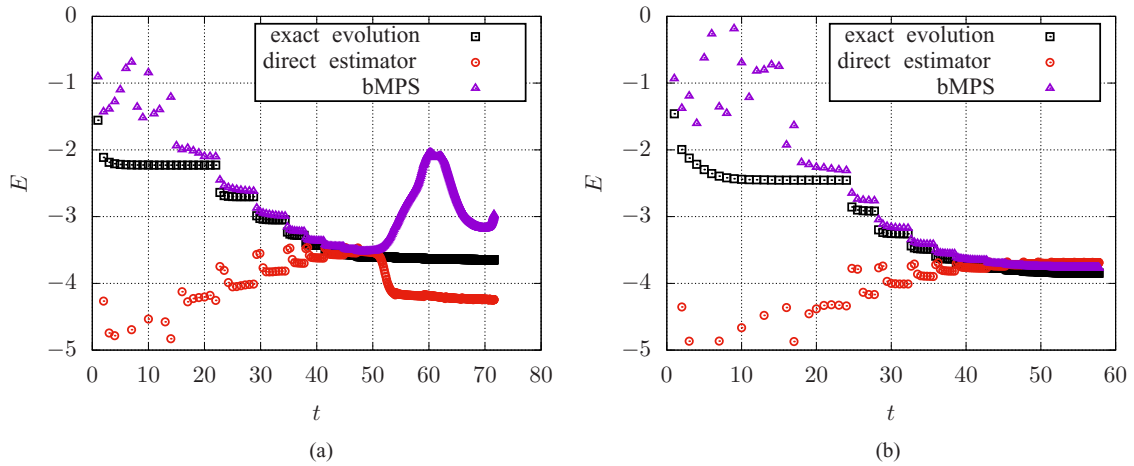 0
−1
−2
−3
−4
−5
E
0 10 20 30 40 50 60 70 80
t
exact evolution
direct estimator
bMPS
(a)
0
−1
−2
−3
−4
−5
E
0 10 20 30 40 50 60
t
exact evolution
direct estimator
bMPS
(b)